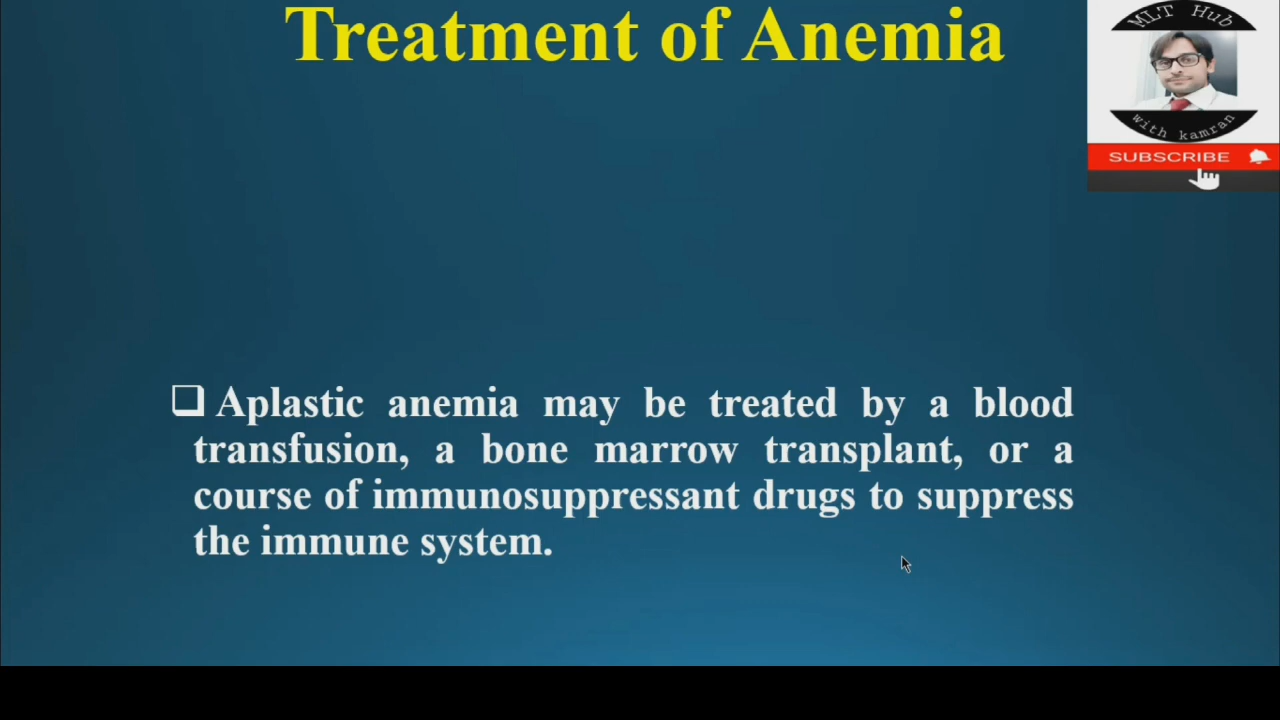 Treatment of Anemia
MLT Hub
with kamran
SUBSCRIBE
❑ Aplastic anemia may be treated by a blood
transfusion, a bone marrow transplant, or a
course of immunosuppressant drugs to suppress
the immune system.